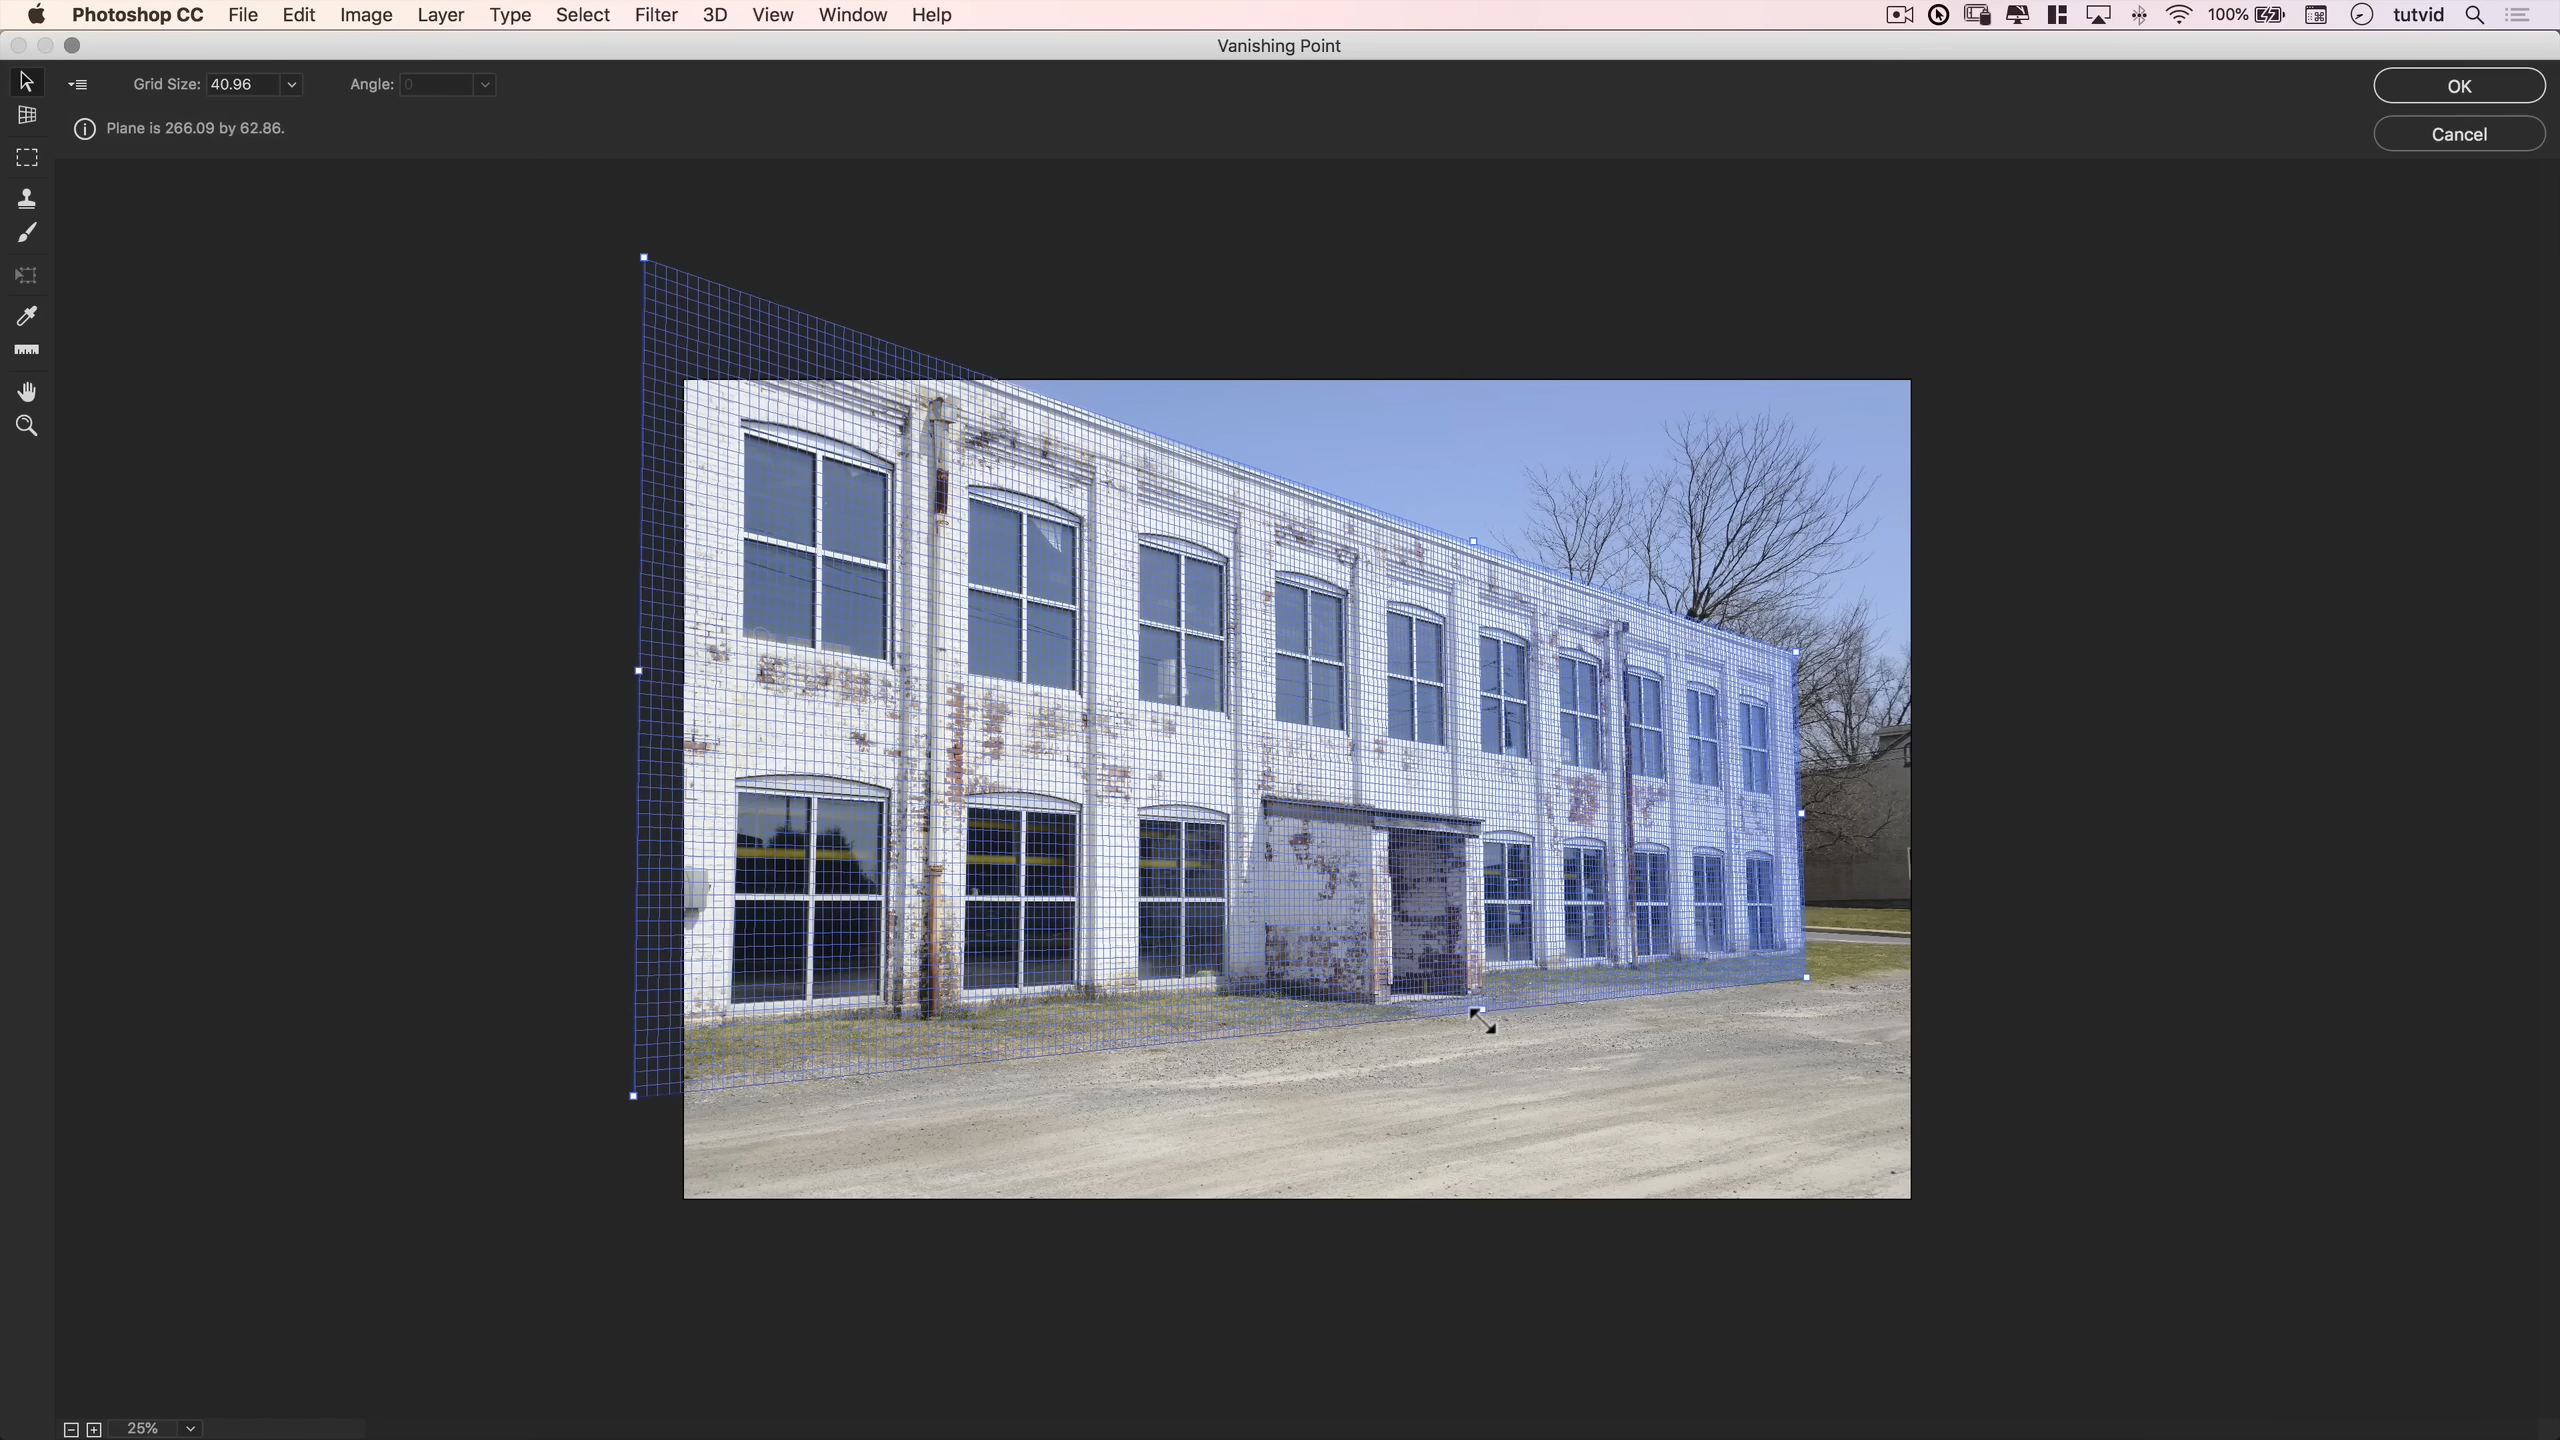 Photoshop CC File Edit Image Layer Type Select Filter 3D View Window Help 100% tutvid
Vanishing Point
Grid Size: 40.96 Angle: 0 OK
Plane is 266.09 by 62.86. Cancel
25%